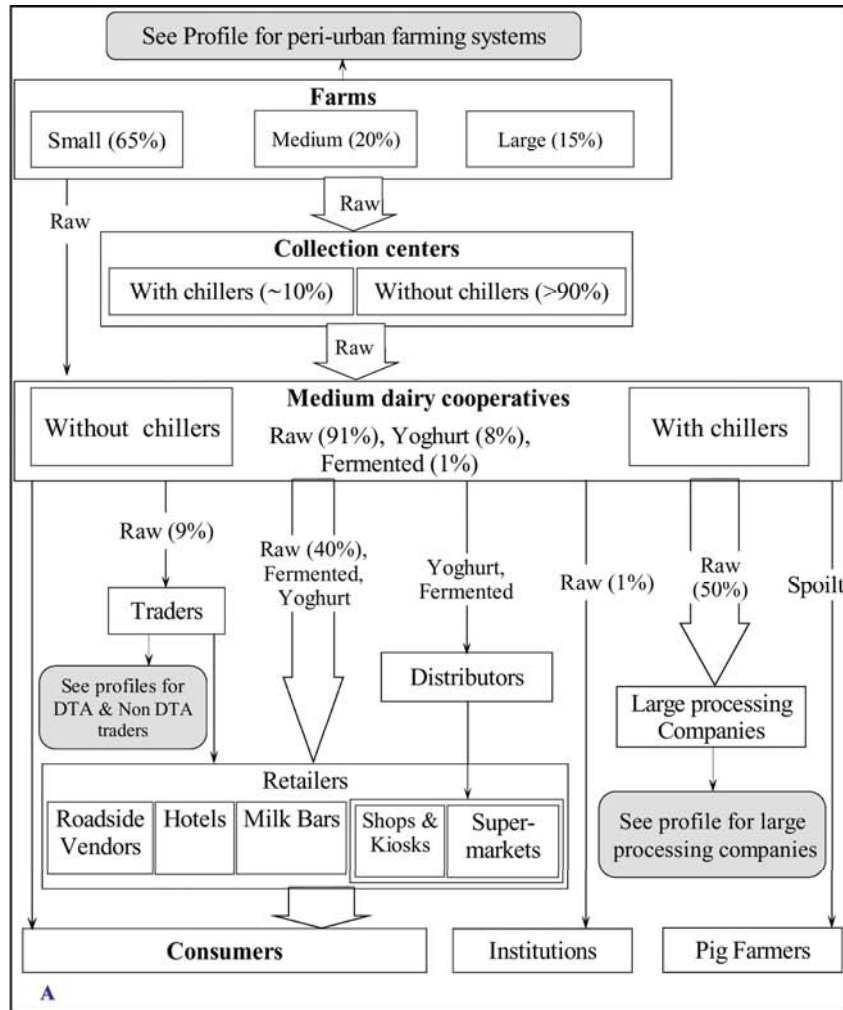 See Profile for peri-urban farming systems
Farms
Small (65%)
Medium (20%)
Large (15%)
Raw
Raw
Collection centers
With chillers (~10%)
Without chillers (>90%)
Raw
Medium dairy cooperatives
Without chillers
Raw (91%), Yoghurt (8%),
Fermented (1%)
With chillers
Raw (9%)
Raw (40%),
Fermented,
Yoghurt
Yoghurt,
Fermented
Raw (1%)
Raw
(50%)
Spoilt
Traders
See profiles for
DTA & Non DTA
traders
Distributors
Large processing
Companies
See profile for large
processing companies
Retailers
Roadside
Vendors
Hotels
Milk Bars
Shops &
Kiosks
Super-
markets
Consumers
Institutions
Pig Farmers
A